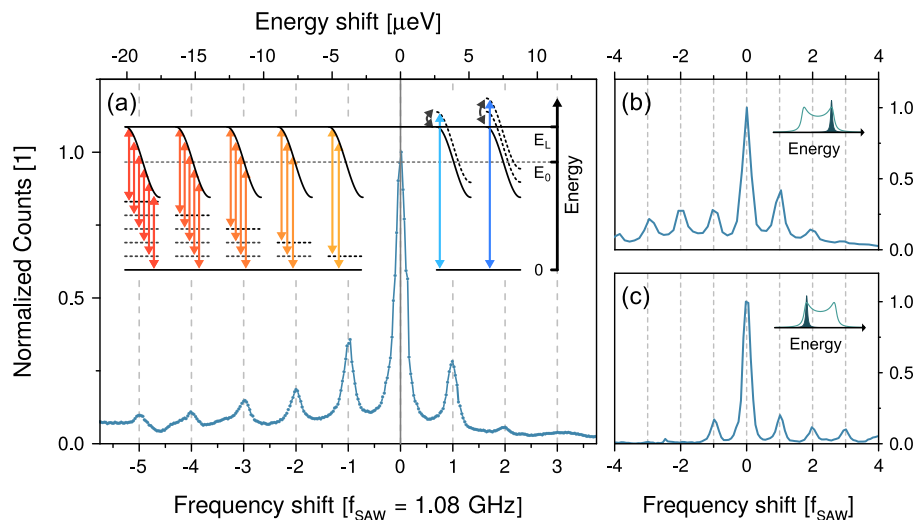 Energy shift [µeV]
-20 -15 -10 -5 0 5 10
-4 -2 0 2 4
(a)
E_L
E_0
0
Energy
1.0
0.5
0.0
Normalized Counts [1]
-5 -4 -3 -2 -1 0 1 2 3
Frequency shift [f_SAW = 1.08 GHz]
(b)
Energy
1.0
0.5
0.0
(c)
Energy
1.0
0.5
0.0
-4 -2 0 2 4
Frequency shift [f_SAW]